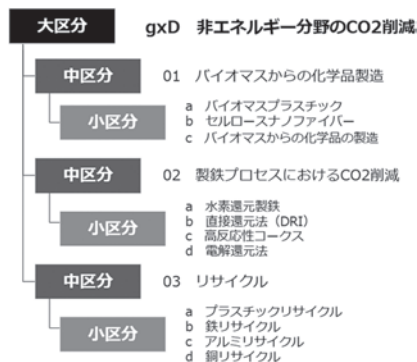 大区分 gxD 非エネルギー分野のCO2削減
中区分 01 バイオマスからの化学品製造
小区分
a バイオマスプラスチック
b セルロースナノファイバー
c バイオマスからの化学品の製造
中区分 02 製鉄プロセスにおけるCO2削減
小区分
a 水素還元製鉄
b 直接還元法（DRI）
c 高反応性コークス
d 電解還元法
中区分 03 リサイクル
小区分
a プラスチックリサイクル
b 鉄リサイクル
c アルミリサイクル
d 銅リサイクル